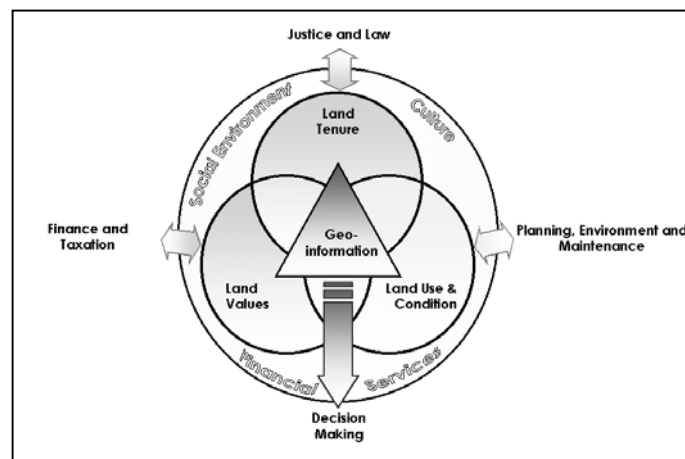 Justice and Law
Social Environment
Culture
Land
Tenure
Finance and
Taxation
Geo-
information
Planning, Environment and
Maintenance
Land
Values
Land Use &
Condition
Financial
Services
Decision
Making